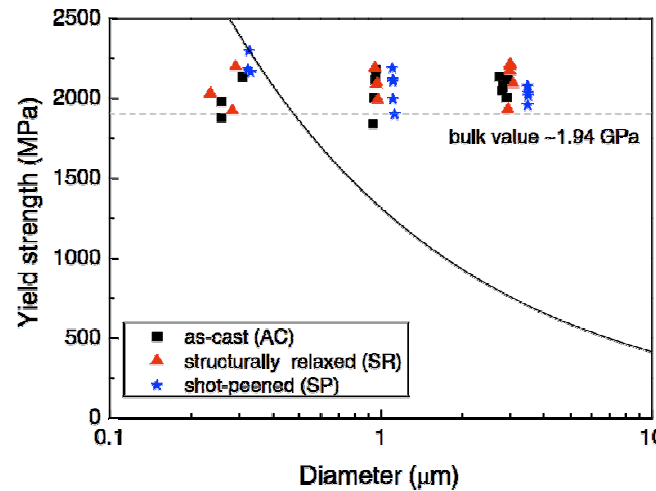 2500
2000
1500
1000
500
0
Yield strength (MPa)
bulk value ~1.94 GPa
as-cast (AC)
structurally relaxed (SR)
shot-peened (SP)
0.1
1
10
Diameter (μm)